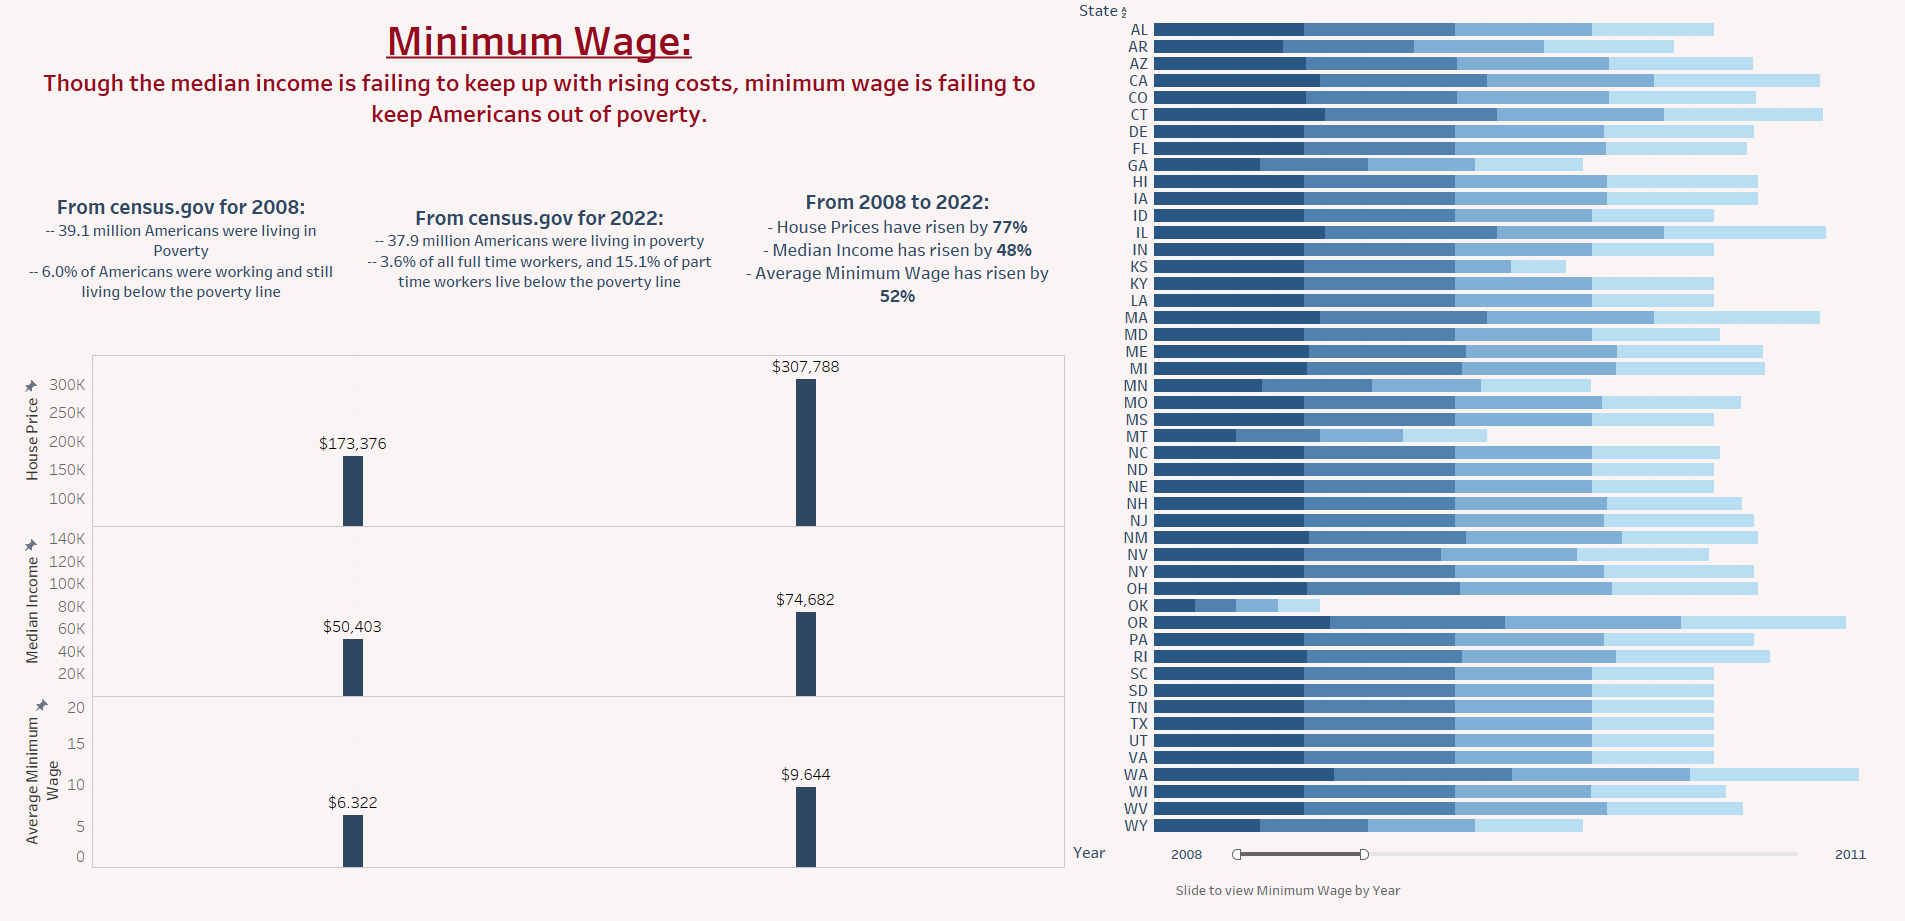 Minimum Wage:
Though the median income is failing to keep up with rising costs, minimum wage is failing to
keep Americans out of poverty.
From census.gov for 2008:
-- 39.1 million Americans were living in
Poverty
-- 6.0% of Americans were working and still
living below the poverty line
From census.gov for 2022:
-- 37.9 million Americans were living in poverty
-- 3.6% of all full time workers, and 15.1% of part
time workers live below the poverty line
From 2008 to 2022:
- House Prices have risen by 77%
- Median Income has risen by 48%
- Average Minimum Wage has risen by
52%
House Price
300K
250K
200K
150K
100K
$173,376
$307,788
Median Income
140K
120K
100K
80K
60K
40K
20K
$50,403
$74,682
Average Minimum
Wage
20
15
10
5
0
$6.322
$9.644
State
AL
AR
AZ
CA
CO
CT
DE
FL
GA
HI
IA
ID
IL
IN
KS
KY
LA
MA
MD
ME
MI
MN
MO
MS
MT
NC
ND
NE
NH
NJ
NM
NV
NY
OH
OK
OR
PA
RI
SC
SD
TN
TX
UT
VA
WA
WI
WV
WY
Year
2008
2011
Slide to view Minimum Wage by Year